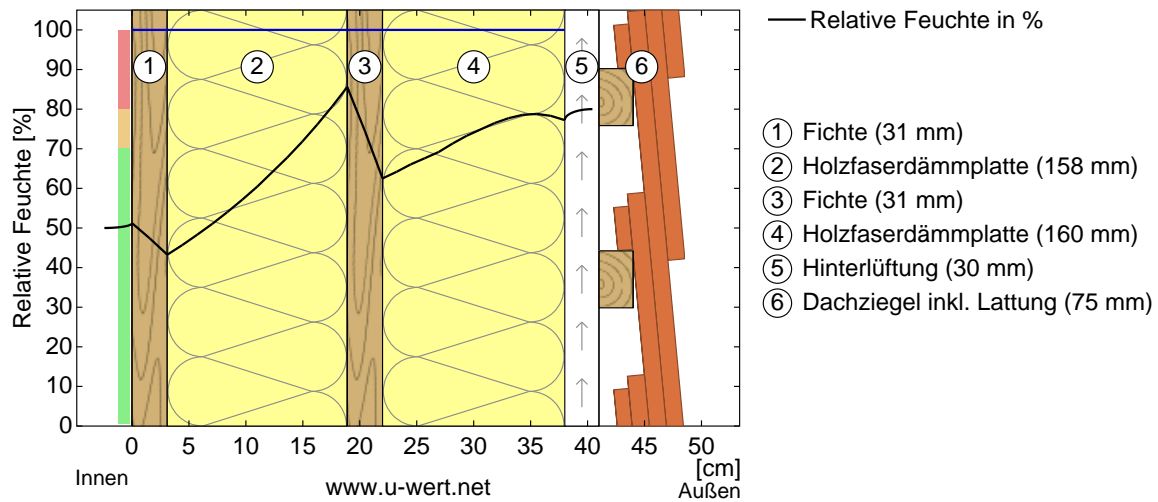 Relative Feuchte in %
100
90
80
70
60
50
40
30
20
10
0
Relative Feuchte [%]
1
2
3
4
5
6
0
5
10
15
20
25
30
35
40
45
50
[cm]
Innen
www.u-wert.net
Außen
1 Fichte (31 mm)
2 Holzfaserdämmplatte (158 mm)
3 Fichte (31 mm)
4 Holzfaserdämmplatte (160 mm)
5 Hinterlüftung (30 mm)
6 Dachziegel inkl. Lattung (75 mm)